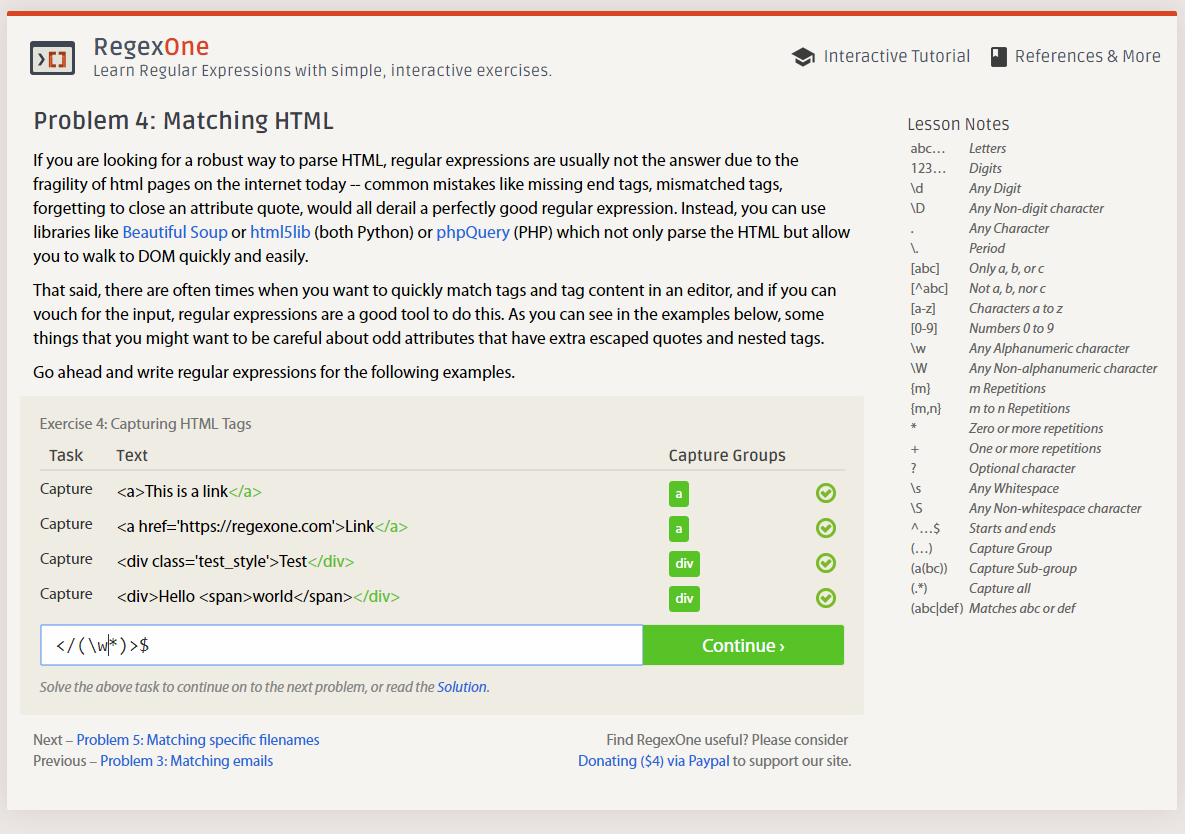 RegexOne
Learn Regular Expressions with simple, interactive exercises.
Interactive Tutorial
References & More
Problem 4: Matching HTML
If you are looking for a robust way to parse HTML, regular expressions are usually not the answer due to the
fragility of html pages on the internet today -- common mistakes like missing end tags, mismatched tags,
forgetting to close an attribute quote, would all derail a perfectly good regular expression. Instead, you can use
libraries like Beautiful Soup or html5lib (both Python) or phpQuery (PHP) which not only parse the HTML but allow
you to walk to DOM quickly and easily.
That said, there are often times when you want to quickly match tags and tag content in an editor, and if you can
vouch for the input, regular expressions are a good tool to do this. As you can see in the examples below, some
things that you might want to be careful about odd attributes that have extra escaped quotes and nested tags.
Go ahead and write regular expressions for the following examples.
Exercise 4: Capturing HTML Tags
Task Text Capture Groups
Capture <a>This is a link</a> a
Capture <a href='https://regexone.com'>Link</a> a
Capture <div class='test_style'>Test</div> div
Capture <div>Hello <span>world</span></div> div
</(\w*)>$ Continue ›
Solve the above task to continue on to the next problem, or read the Solution.
Next – Problem 5: Matching specific filenames
Previous – Problem 3: Matching emails
Find RegexOne useful? Please consider
Donating ($4) via Paypal to support our site.
Lesson Notes
abc… Letters
123… Digits
\d Any Digit
\D Any Non-digit character
. Any Character
\. Period
[abc] Only a, b, or c
[^abc] Not a, b, nor c
[a-z] Characters a to z
[0-9] Numbers 0 to 9
\w Any Alphanumeric character
\W Any Non-alphanumeric character
{m} m Repetitions
{m,n} m to n Repetitions
* Zero or more repetitions
+ One or more repetitions
? Optional character
\s Any Whitespace
\S Any Non-whitespace character
^…$ Starts and ends
(…) Capture Group
(a(bc)) Capture Sub-group
(.*) Capture all
(abc|def) Matches abc or def